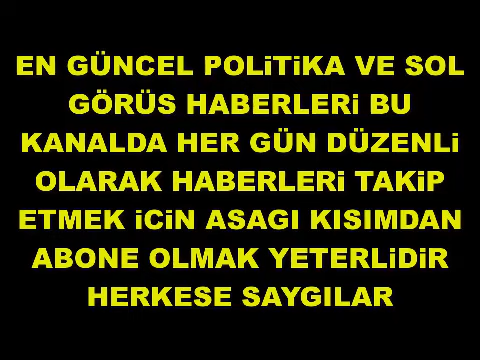 EN GÜNCEL POLiTiKA VE SOL
GÖRÜS HABERLERi BU
KANALDA HER GÜN DÜZENLi
OLARAK HABERLERi TAKiP
ETMEK iCiN ASAGI KISIMDAN
ABONE OLMAK YETERLiDiR
HERKESE SAYGILAR